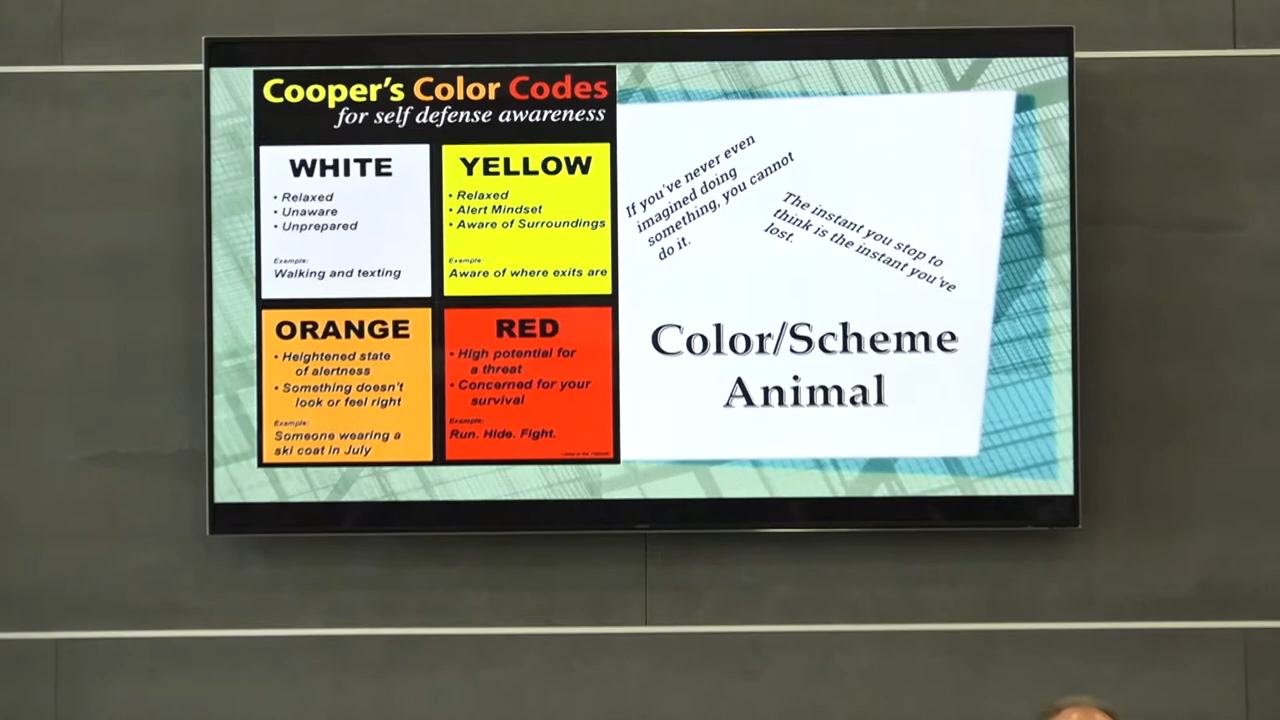 Cooper's Color Codes
for self defense awareness
WHITE
• Relaxed
• Unaware
• Unprepared
Example:
Walking and texting
YELLOW
• Relaxed
• Alert Mindset
• Aware of Surroundings
Example:
Aware of where exits are
ORANGE
• Heightened state
of alertness
• Something doesn't
look or feel right
Example:
Someone wearing a
ski coat in July
RED
• High potential for
a threat
• Concerned for your
survival
Example:
Run. Hide. Fight.
If you've never even
imagined doing
something, you cannot
do it.
The instant you stop to
think is the instant you've
lost.
Color/Scheme
Animal